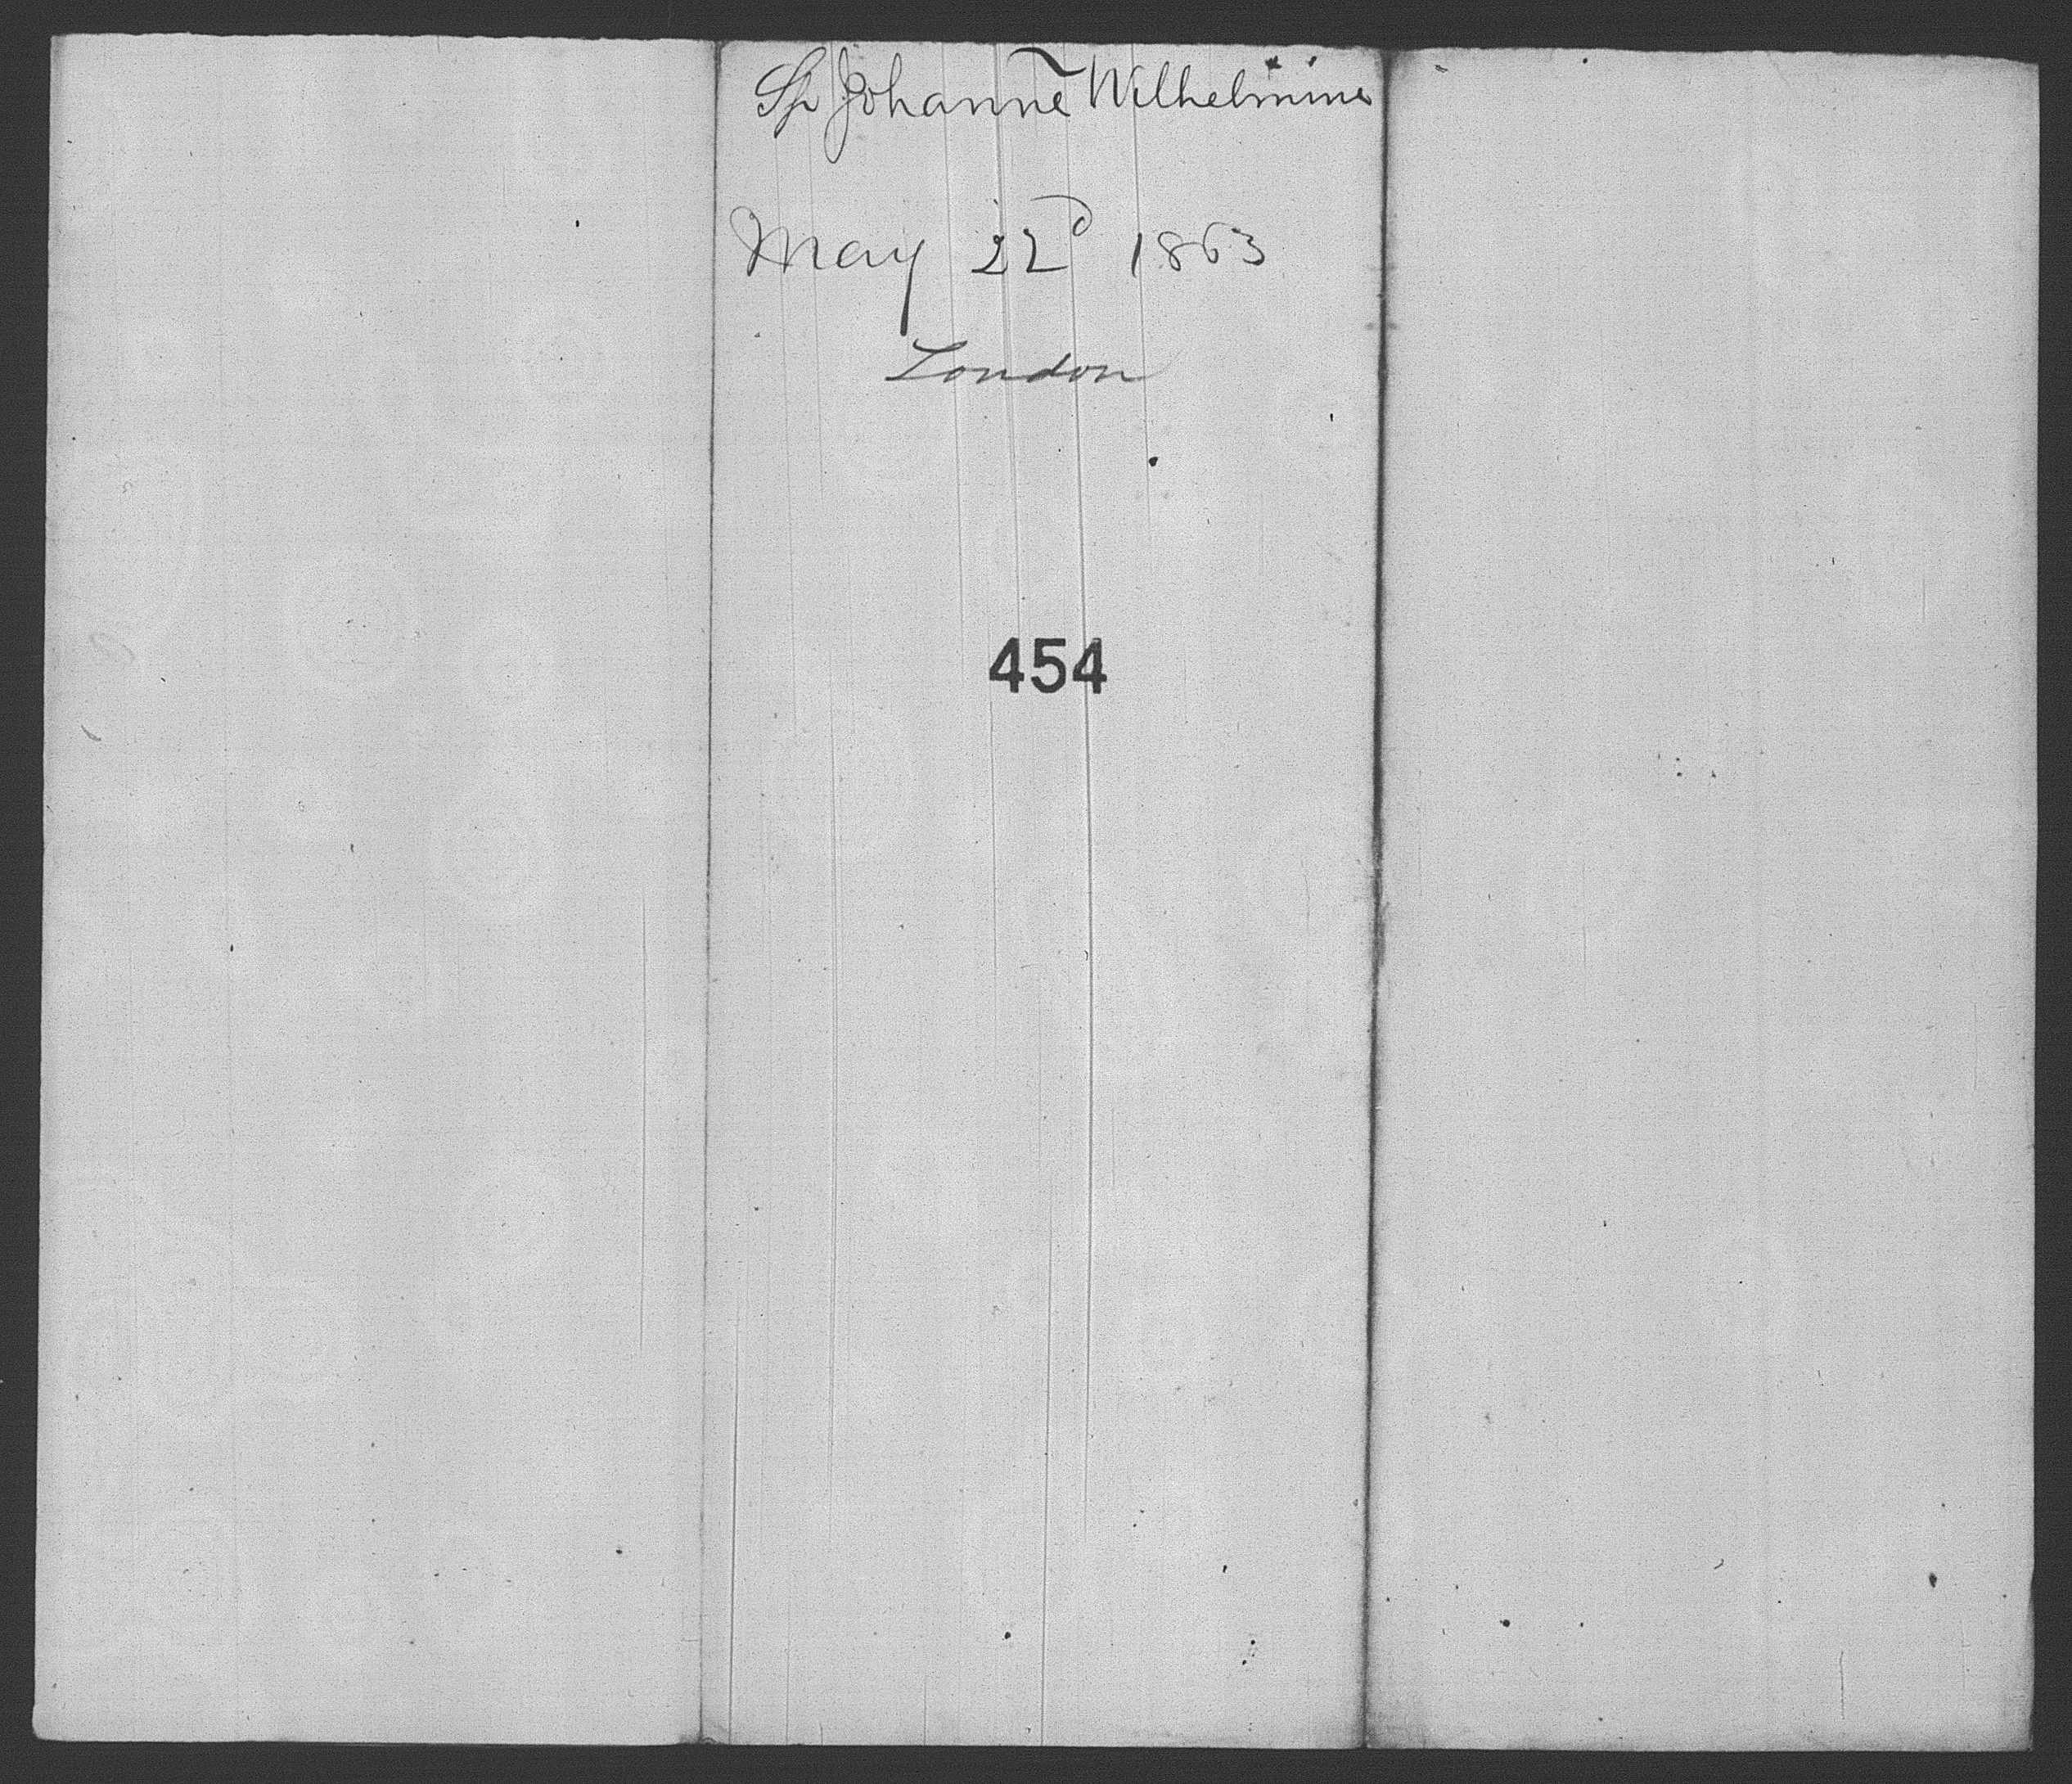 Sp Johanne Wilhelmine
May 22d 1863
London
454